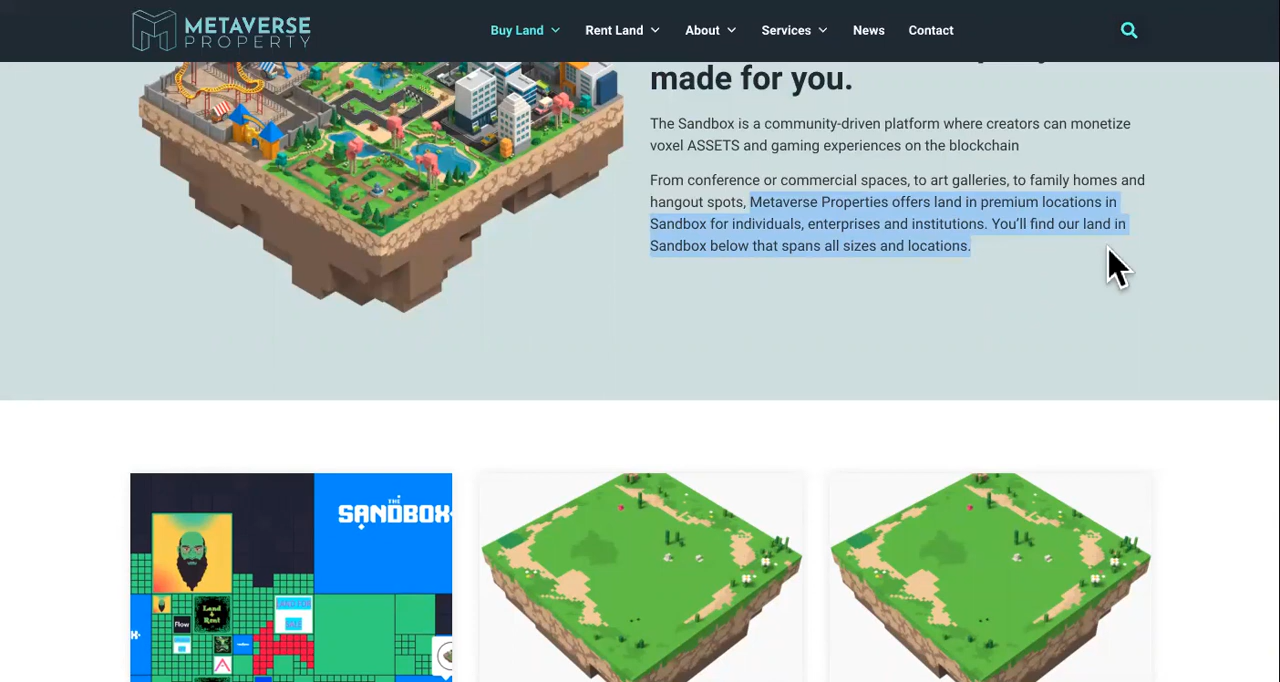 METAVERSE
PROPERTY
Buy Land
Rent Land
About
Services
News
Contact
made for you.
The Sandbox is a community-driven platform where creators can monetize
voxel ASSETS and gaming experiences on the blockchain
From conference or commercial spaces, to art galleries, to family homes and
hangout spots, Metaverse Properties offers land in premium locations in
Sandbox for individuals, enterprises and institutions. You’ll find our land in
Sandbox below that spans all sizes and locations.
THE
SANDBOX
Flow